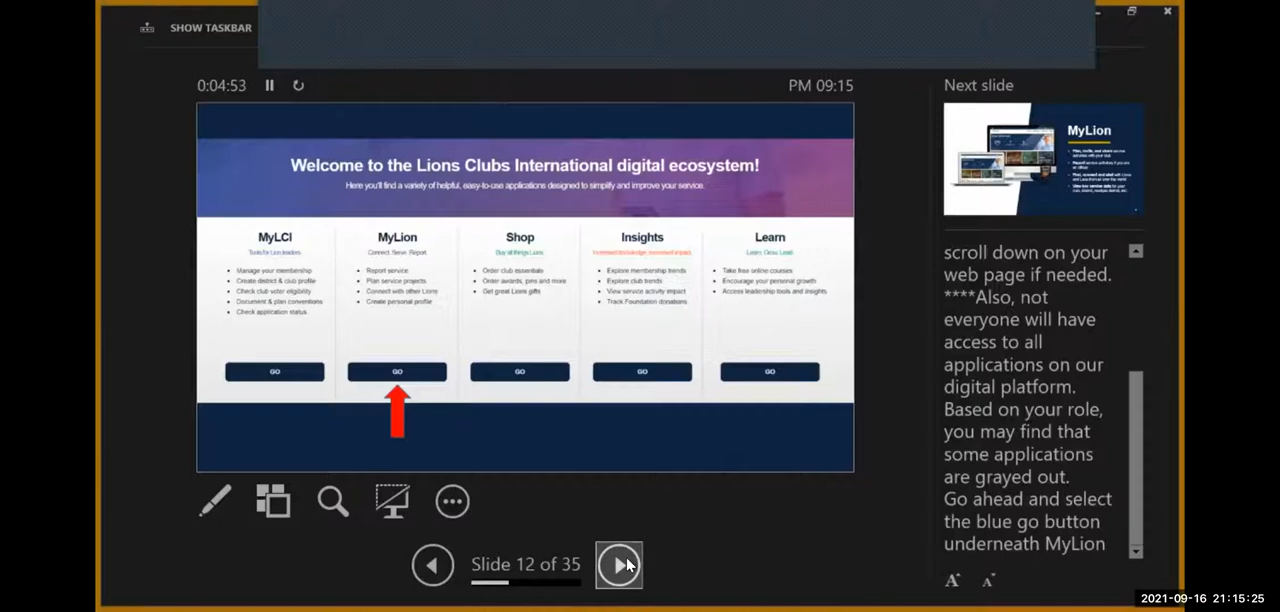 SHOW TASKBAR
0:04:53
PM 09:15
Next slide
Welcome to the Lions Clubs International digital ecosystem!
Here you'll find a variety of helpful, easy-to-use applications designed to simplify and improve your service.
MyLCI
Tools for Lion leaders
Manage your membership
Create district & club profile
Check club voter eligibility
Document & plan conventions
Check application status
GO
MyLion
Connect. Serve. Report.
Report service
Plan service projects
Connect with other Lions
Create personal profile
GO
Shop
Buy all things Lions
Order club essentials
Order awards, pins and more
Get great Lions gifts
GO
Insights
Increased knowledge, increased impact.
Explore membership trends
Explore club trends
View service activity impact
Track Foundation donations
GO
Learn
Learn. Grow. Lead.
Take free online courses
Encourage your personal growth
Access leadership tools and insights
GO
MyLion
scroll down on your
web page if needed.
****Also, not
everyone will have
access to all
applications on our
digital platform.
Based on your role,
you may find that
some applications
are grayed out.
Go ahead and select
the blue go button
underneath MyLion
Slide 12 of 35
A A
2021-09-16 21:15:25